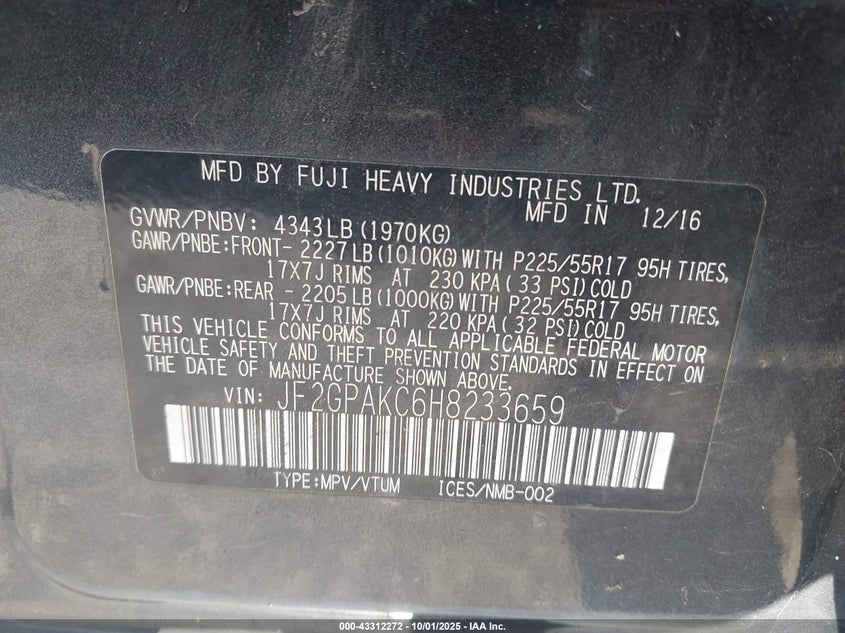 MFD BY FUJI HEAVY INDUSTRIES LTD.
MFD IN 12/16
GVWR/PNBV: 4343LB(1970KG)
GAWR/PNBE:FRONT- 2227LB(1010KG)WITH P225/55R17 95H TIRES,
17X7J RIMS AT 230 KPA(33 PSI)COLD
GAWR/PNBE:REAR - 2205LB(1000KG)WITH P225/55R17 95H TIRES,
17X7J RIMS AT 220 KPA(32 PSI)COLD
THIS VEHICLE CONFORMS TO ALL APPLICABLE FEDERAL MOTOR
VEHICLE SAFETY AND THEFT PREVENTION STANDARDS IN EFFECT ON
THE DATE OF MANUFACTURE SHOWN ABOVE.
VIN: JF2GPAKC6H8233659
TYPE:MPV/VTUM ICES/NMB-002
000-43312272 - 10/01/2025 - IAA Inc.